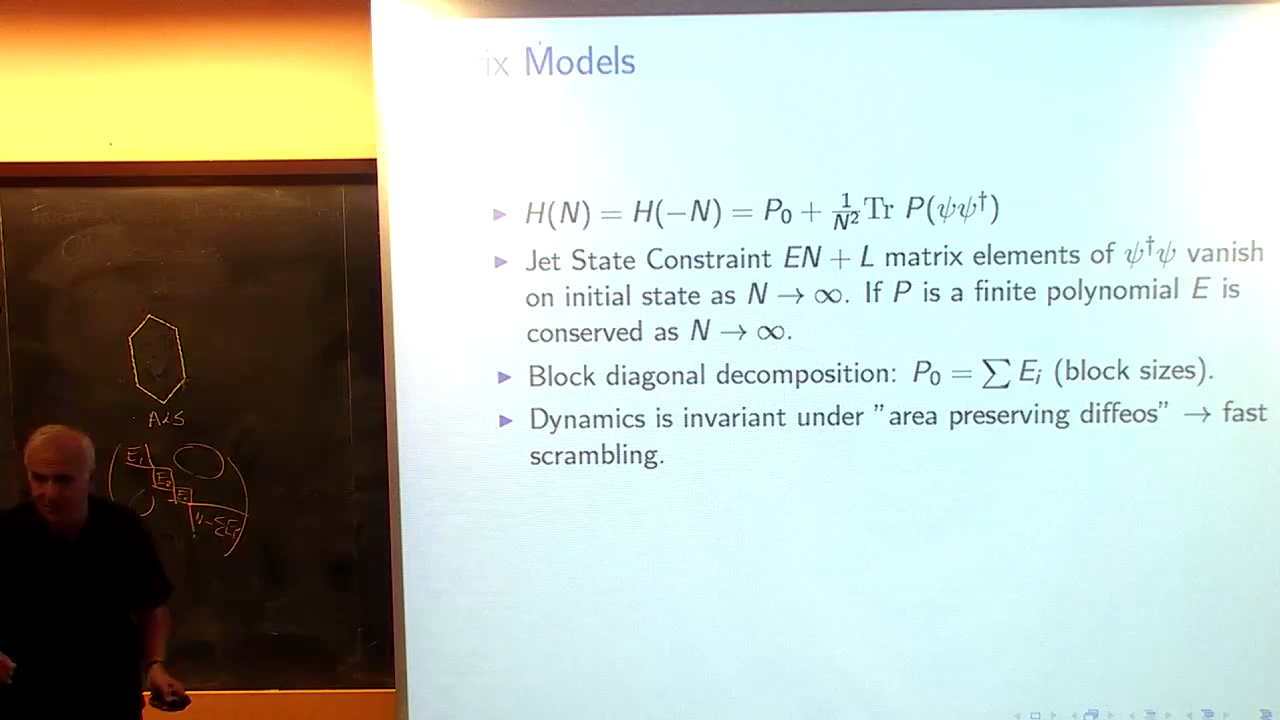 ix Models
▶ H(N) = H(−N) = P₀ + 1/N² Tr P(ψψ†)
▶ Jet State Constraint EN + L matrix elements of ψ†ψ vanish
on initial state as N → ∞. If P is a finite polynomial E is
conserved as N → ∞.
▶ Block diagonal decomposition: P₀ = ∑ Eᵢ (block sizes).
▶ Dynamics is invariant under "area preserving diffeos" → fast
scrambling.
E₁
E₂